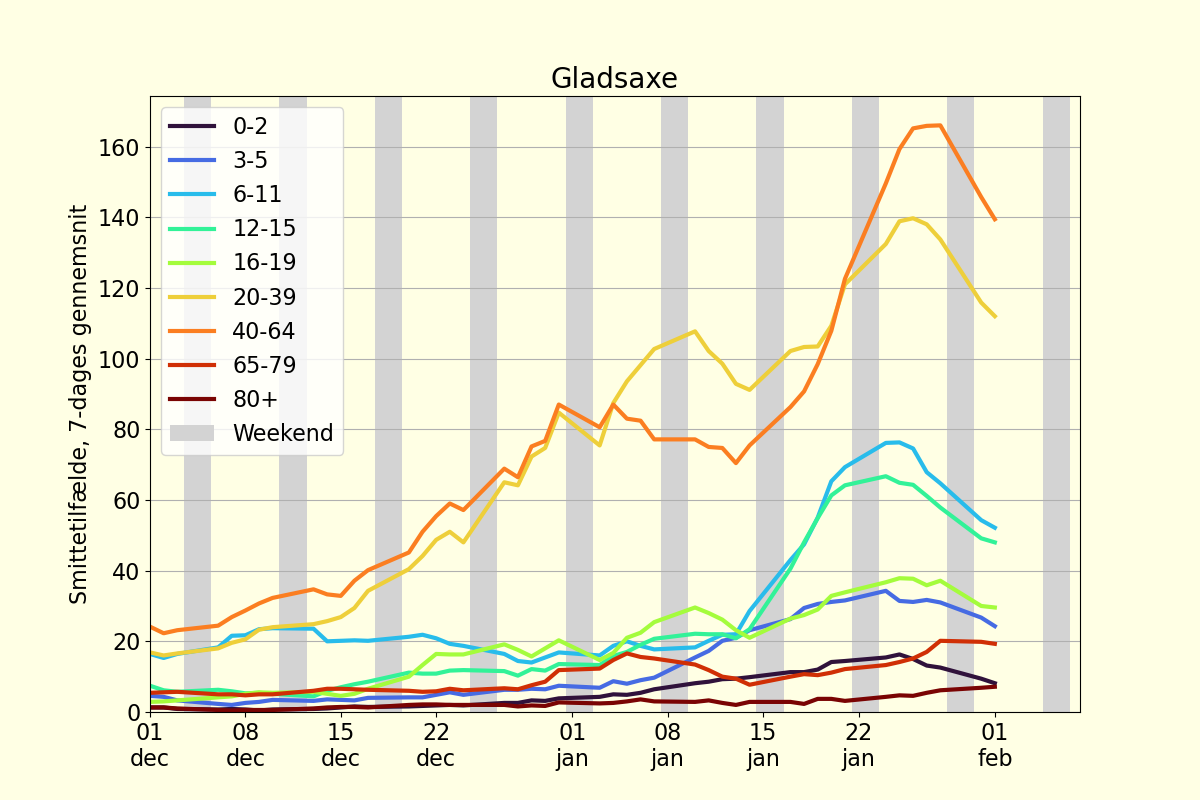 Gladsaxe
Smittetilfælde, 7-dages gennemsnit
160
140
120
100
80
60
40
20
0
0-2
3-5
6-11
12-15
16-19
20-39
40-64
65-79
80+
Weekend
01 dec
08 dec
15 dec
22 dec
01 jan
08 jan
15 jan
22 jan
01 feb